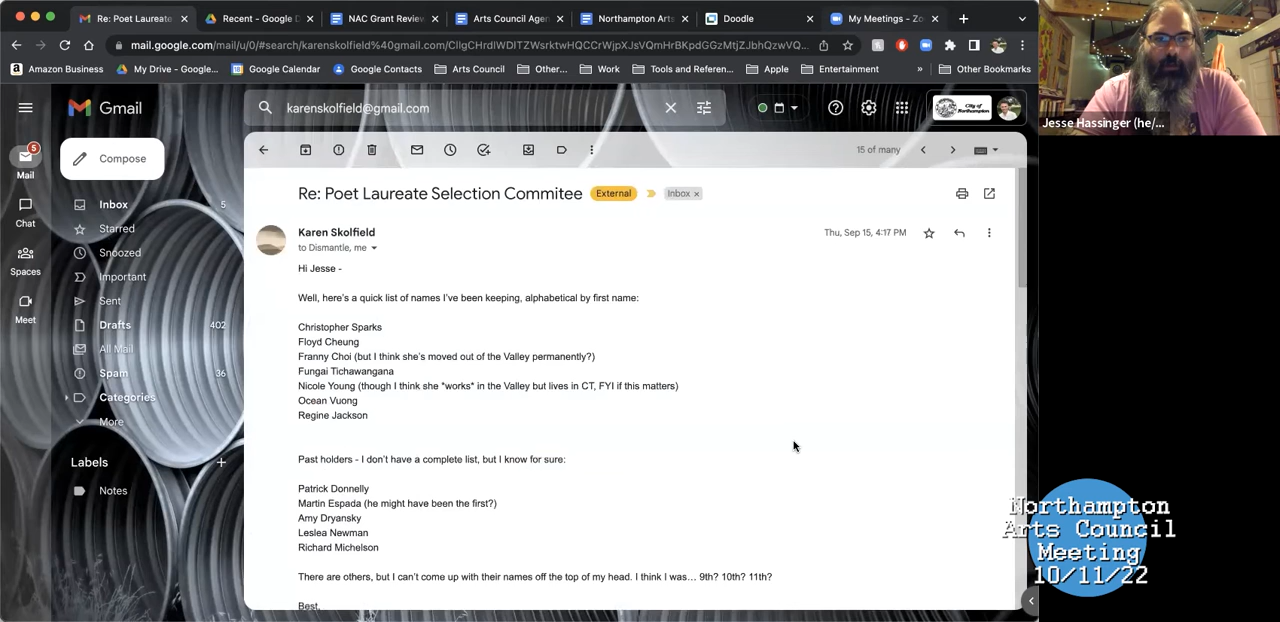 Re: Poet Laureate
Recent - Google D
NAC Grant Review
Arts Council Agen
Northampton Arts
Doodle
My Meetings - Zo
mail.google.com/mail/u/0/#search/karenskolfield%40gmail.com/
Amazon Business
My Drive - Google...
Google Calendar
Google Contacts
Arts Council
Other...
Work
Tools and Referen...
Apple
Entertainment
»
Other Bookmarks
Gmail
karenskolfield@gmail.com
City of
Northampton
5
Mail
Chat
Spaces
Meet
Compose
15 of many
Inbox 5
Starred
Snoozed
Important
Sent
Drafts 402
All Mail
Spam 36
Categories
More
Labels
Notes
Re: Poet Laureate Selection Commitee External Inbox ×
Karen Skolfield
Thu, Sep 15, 4:17 PM
to Dismantle, me
Hi Jesse -
Well, here's a quick list of names I've been keeping, alphabetical by first name:
Christopher Sparks
Floyd Cheung
Franny Choi (but I think she's moved out of the Valley permanently?)
Fungai Tichawangana
Nicole Young (though I think she *works* in the Valley but lives in CT, FYI if this matters)
Ocean Vuong
Regine Jackson
Past holders - I don't have a complete list, but I know for sure:
Patrick Donnelly
Martin Espada (he might have been the first?)
Amy Dryansky
Leslea Newman
Richard Michelson
There are others, but I can't come up with their names off the top of my head. I think I was... 9th? 10th? 11th?
Best,
Jesse Hassinger (he/...
Northampton
Arts Council
Meeting
10/11/22